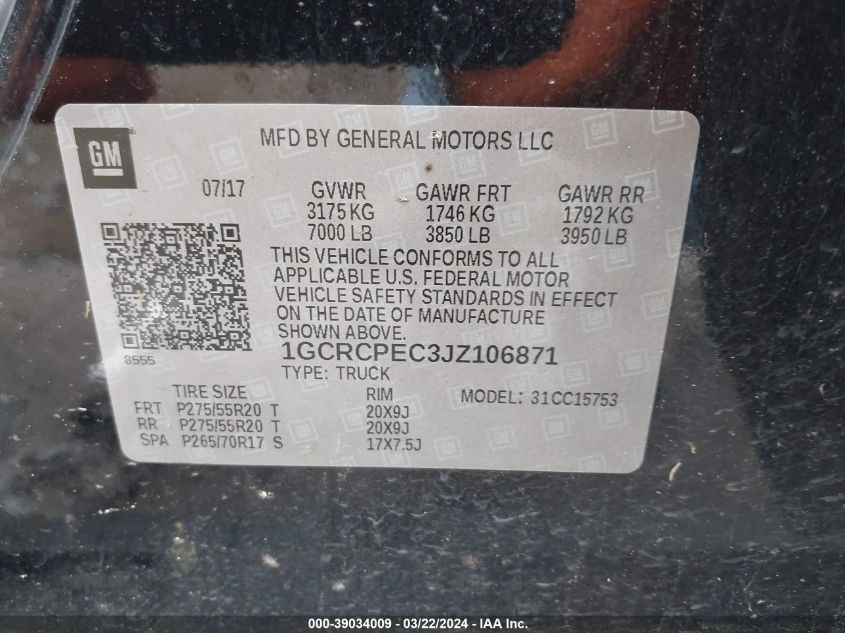 GM
MFD BY GENERAL MOTORS LLC
07/17 GVWR GAWR FRT GAWR RR
3175 KG 1746 KG 1792 KG
7000 LB 3850 LB 3950 LB
THIS VEHICLE CONFORMS TO ALL
APPLICABLE U.S. FEDERAL MOTOR
VEHICLE SAFETY STANDARDS IN EFFECT
ON THE DATE OF MANUFACTURE
SHOWN ABOVE.
8555
1GCRCPEC3JZ106871
TYPE: TRUCK
TIRE SIZE RIM MODEL: 31CC15753
FRT P275/55R20 T 20X9J
RR P275/55R20 T 20X9J
SPA P265/70R17 S 17X7.5J
000-39034009 - 03/22/2024 - IAA Inc.